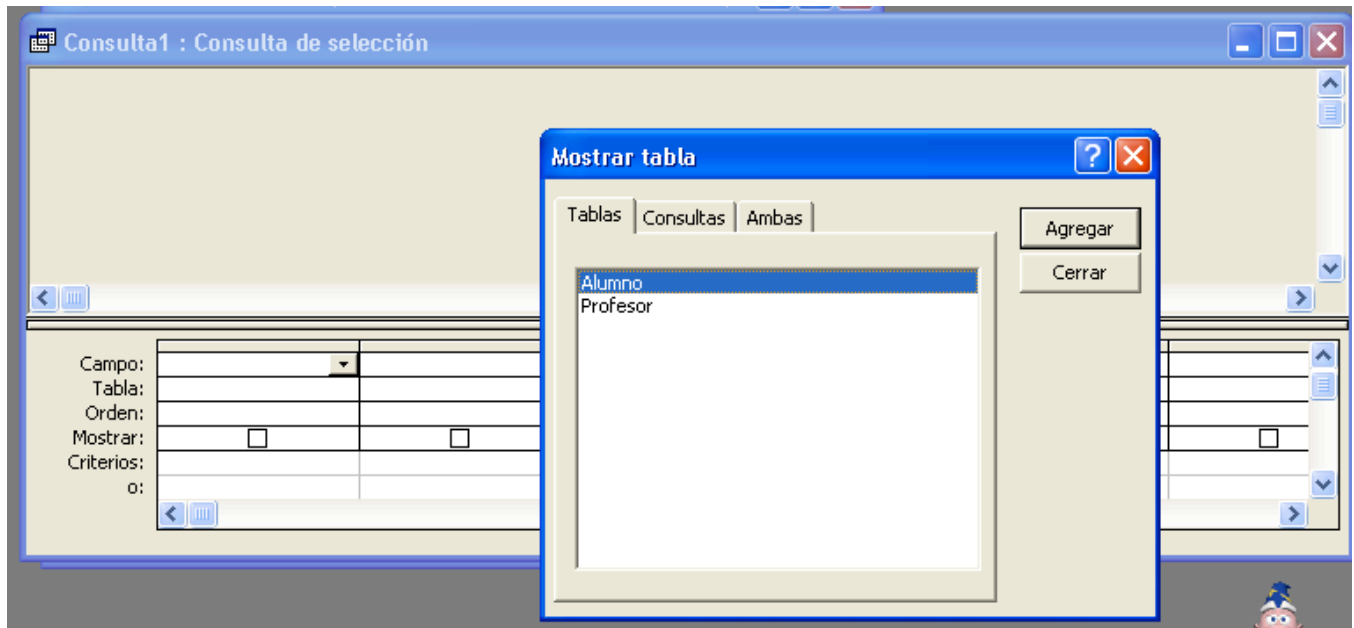 Consulta1 : Consulta de selección
Mostrar tabla
Tablas Consultas Ambas
Agregar
Cerrar
Alumno
Profesor
Campo:
Tabla:
Orden:
Mostrar:
Criterios:
o: